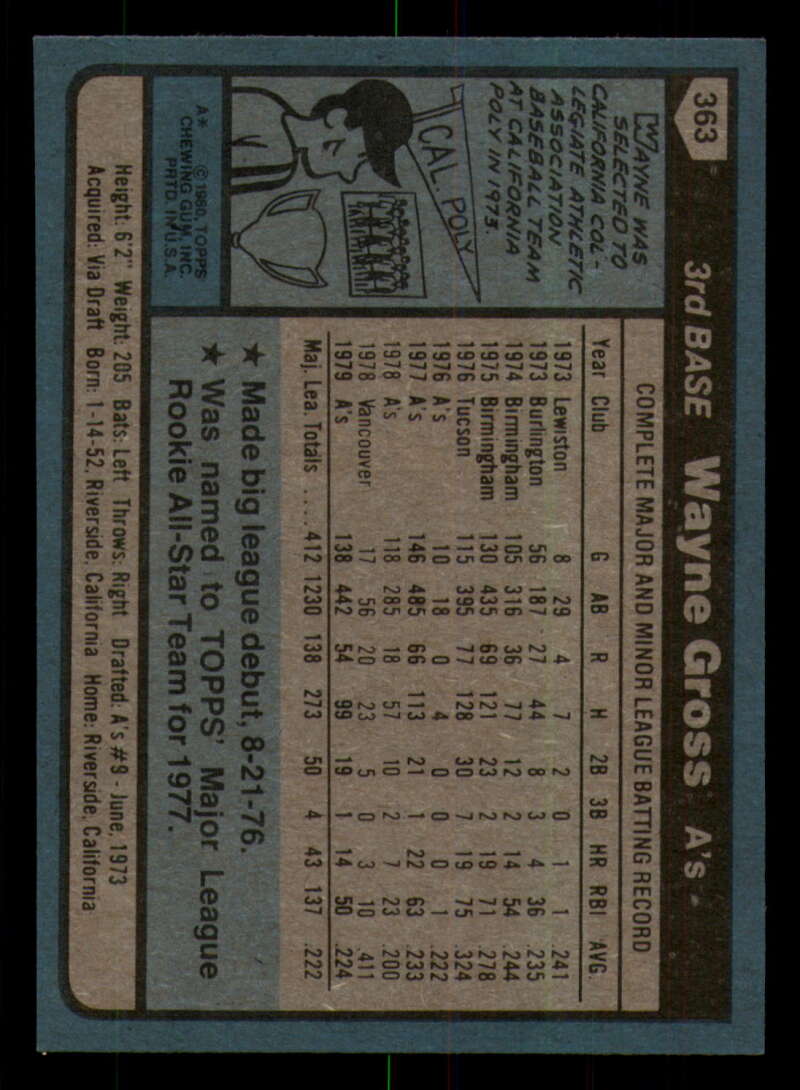 363
3rd BASE Wayne Gross A's
COMPLETE MAJOR AND MINOR LEAGUE BATTING RECORD
Year Club G AB R H 2B 3B HR RBI AVG.
1973 Lewiston 8 29 4 7 2 0 1 1 .241
1973 Burlington 56 187 27 44 8 3 4 36 .235
1974 Birmingham 105 316 36 77 12 2 14 54 .244
1975 Birmingham 130 435 69 121 23 2 19 71 .278
1976 Tucson 115 395 77 128 30 7 19 75 .324
1976 A's 10 18 0 4 0 0 0 1 .222
1977 A's 146 485 66 113 21 1 22 63 .233
1978 A's 118 285 18 57 10 2 7 23 .200
1978 Vancouver 17 56 20 23 5 0 3 10 .411
1979 A's 138 442 54 99 19 1 14 50 .224
Maj. Lea. Totals .... 412 1230 138 273 50 4 43 137 .222
WAYNE WAS
SELECTED TO
CALIFORNIA COL-
LEGIATE ATHLETIC
ASSOCIATION
BASEBALL TEAM
AT CALIFORNIA
POLY IN 1973.
CAL. POLY
A* © 1980, TOPPS
CHEWING GUM, INC.
PRTD. IN U.S.A.
★ Made big league debut, 8-21-76.
★ Was named to TOPPS' Major League
Rookie All-Star Team for 1977.
Height: 6'2" Weight: 205 Bats: Left Throws: Right Drafted: A's #9 - June, 1973
Acquired: Via Draft Born: 1-14-52, Riverside, California Home: Riverside, California